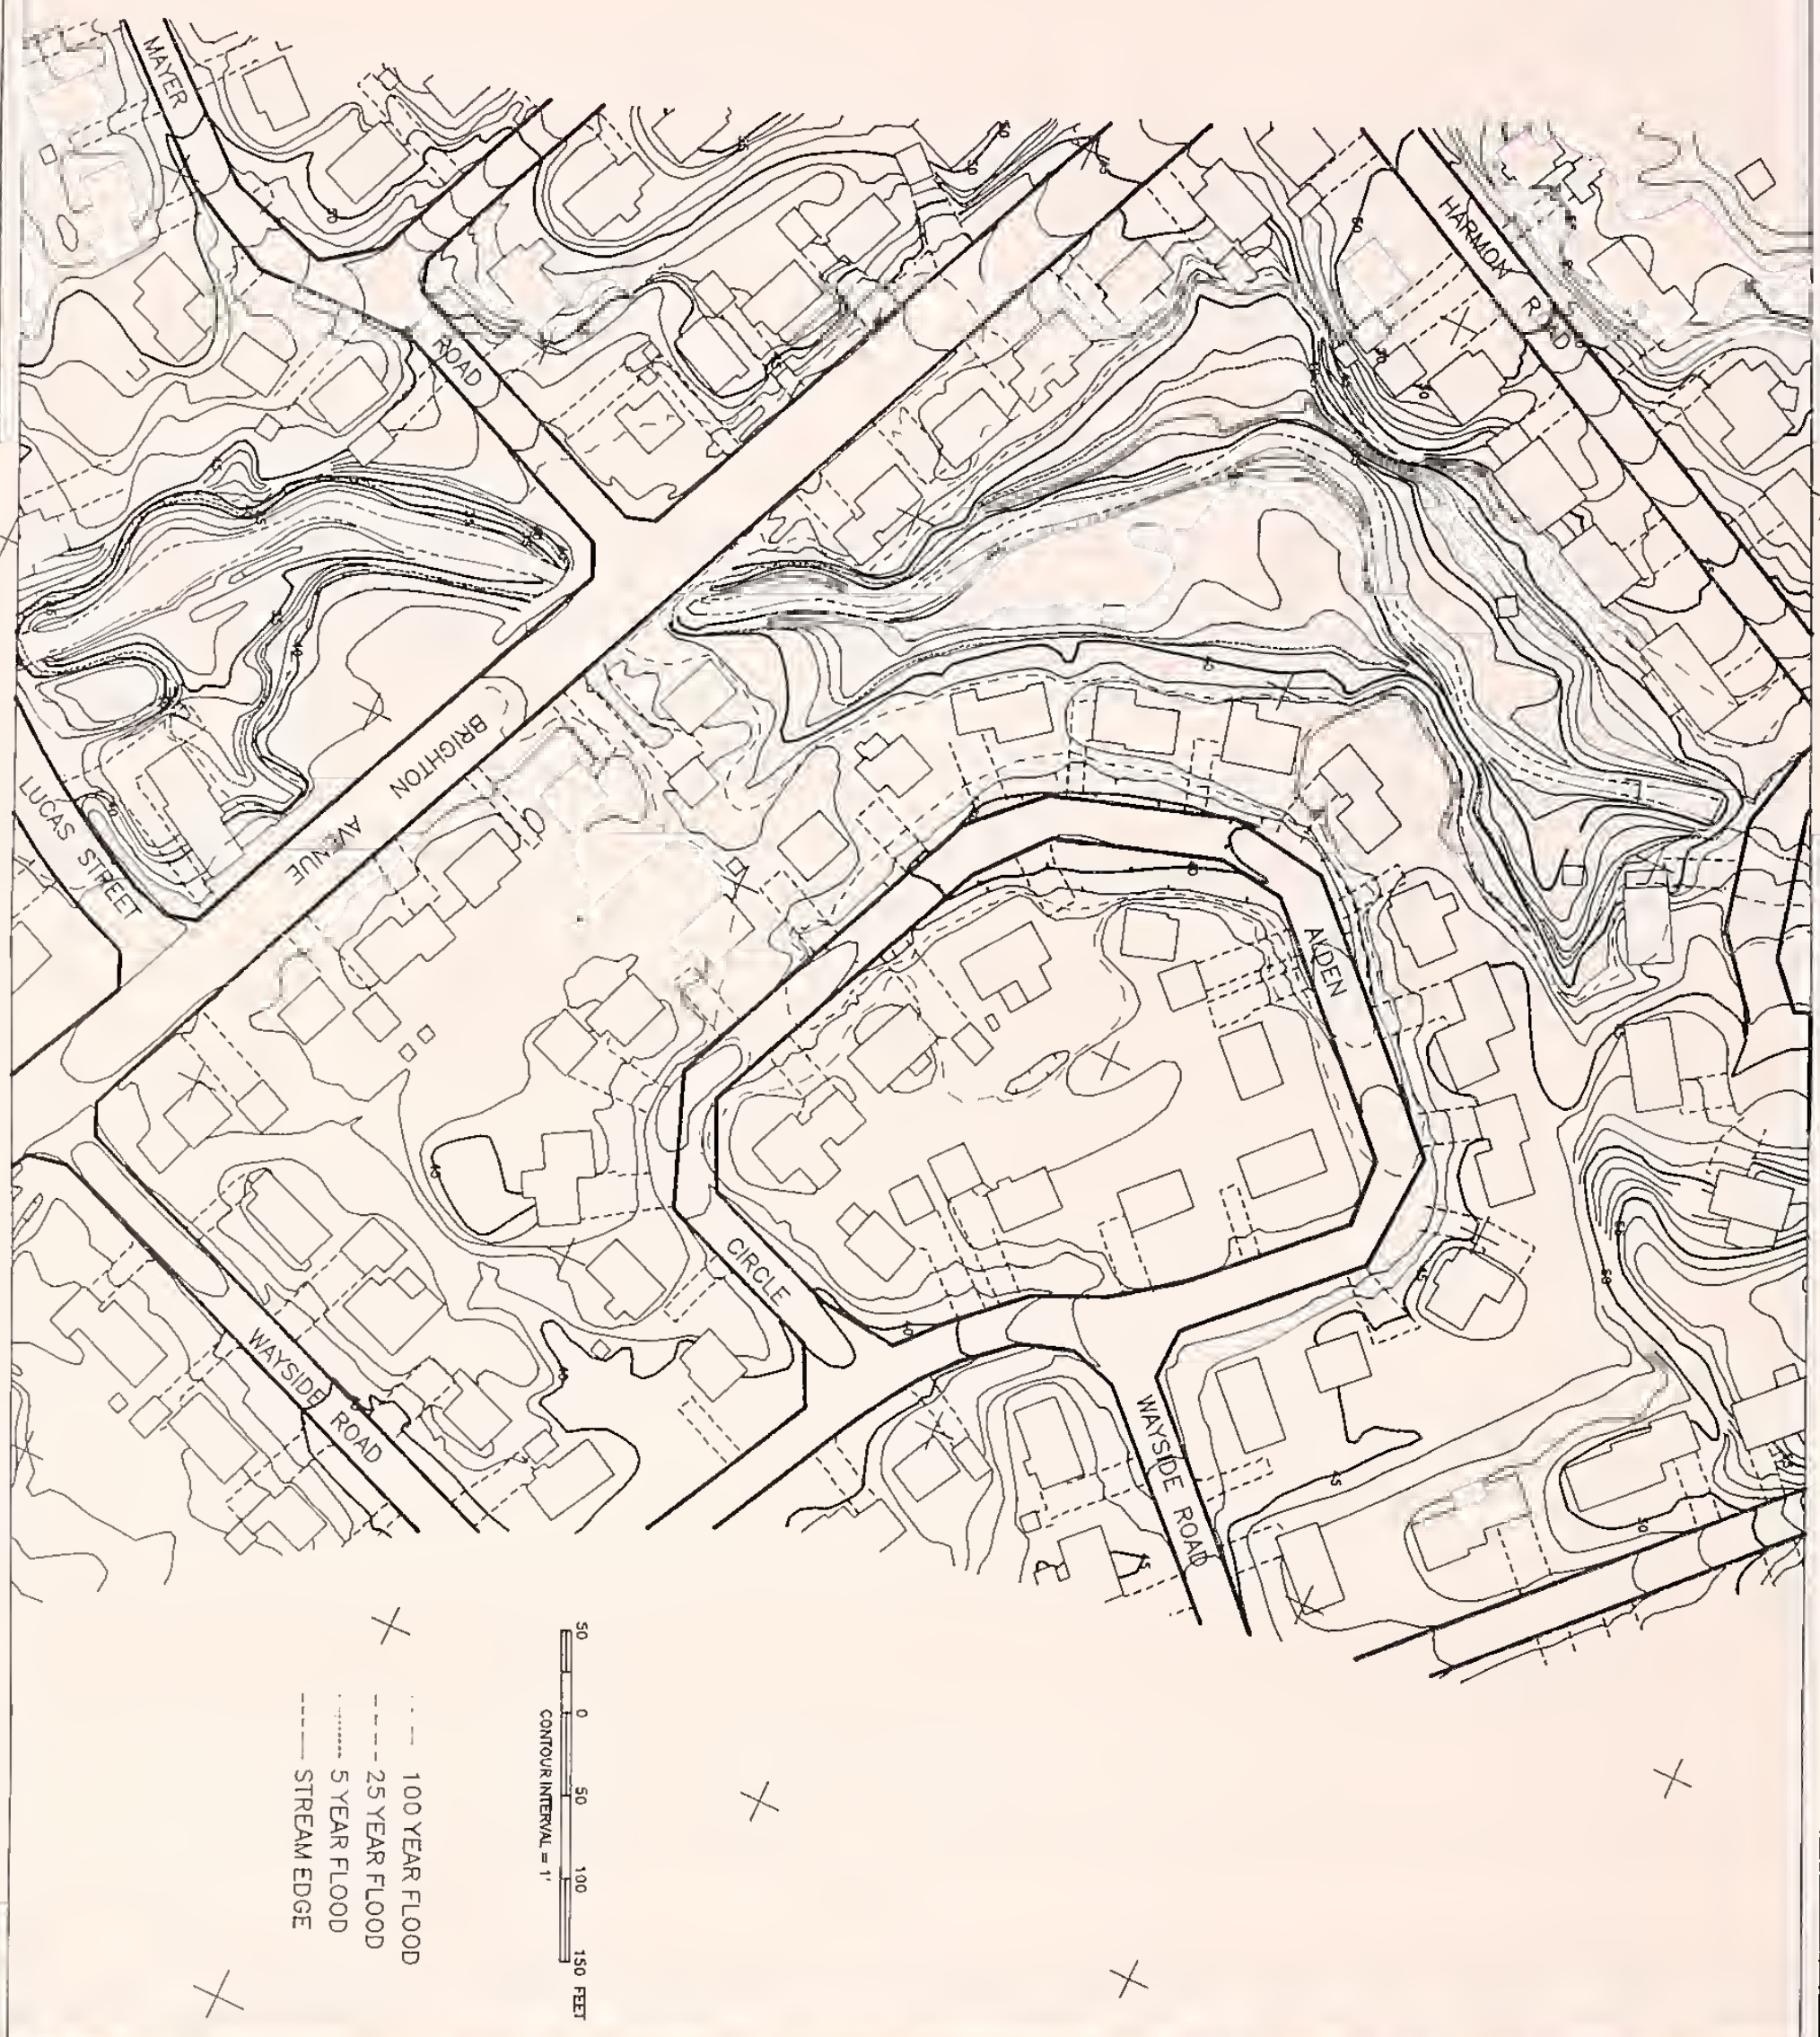 MAYER
ROAD
HARMON ROAD
BRIGHTON
AVENUE
LUCAS STREET
ALDEN
CIRCLE
WAYSIDE ROAD
WAYSIDE ROAD
50 0 50 100 150 FEET
CONTOUR INTERVAL = 1'
100 YEAR FLOOD
25 YEAR FLOOD
5 YEAR FLOOD
STREAM EDGE